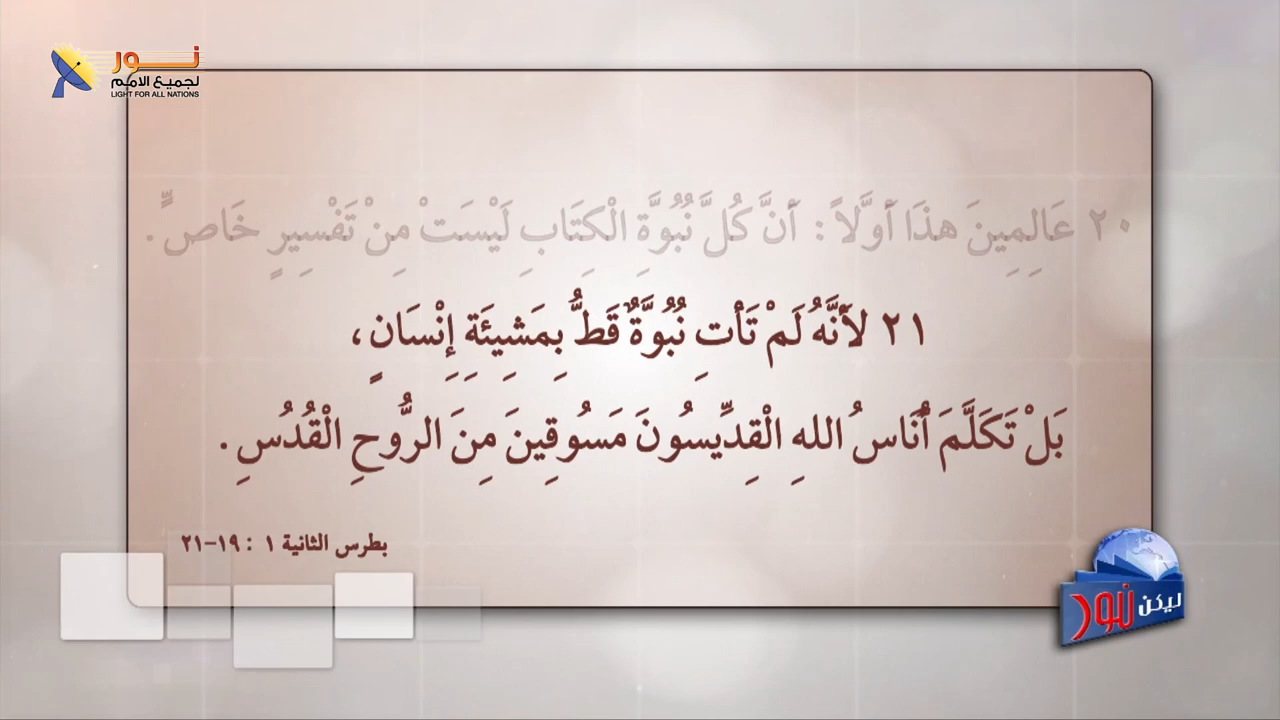 نور
لجميع الامم
LIGHT FOR ALL NATIONS
٢٠ عَالِمِينَ هذَا أَوَّلاً: أَنَّ كُلَّ نُبُوَّةِ الْكِتَابِ لَيْسَتْ مِنْ تَفْسِيرٍ خَاصٍّ.
٢١ لأَنَّهُ لَمْ تَأْتِ نُبُوَّةٌ قَطُّ بِمَشِيئَةِ إِنْسَانٍ،
بَلْ تَكَلَّمَ أُنَاسُ اللهِ الْقِدِّيسُونَ مَسُوقِينَ مِنَ الرُّوحِ الْقُدُسِ.
بطرس الثانية ١ : ١٩-٢١
ليكن نور